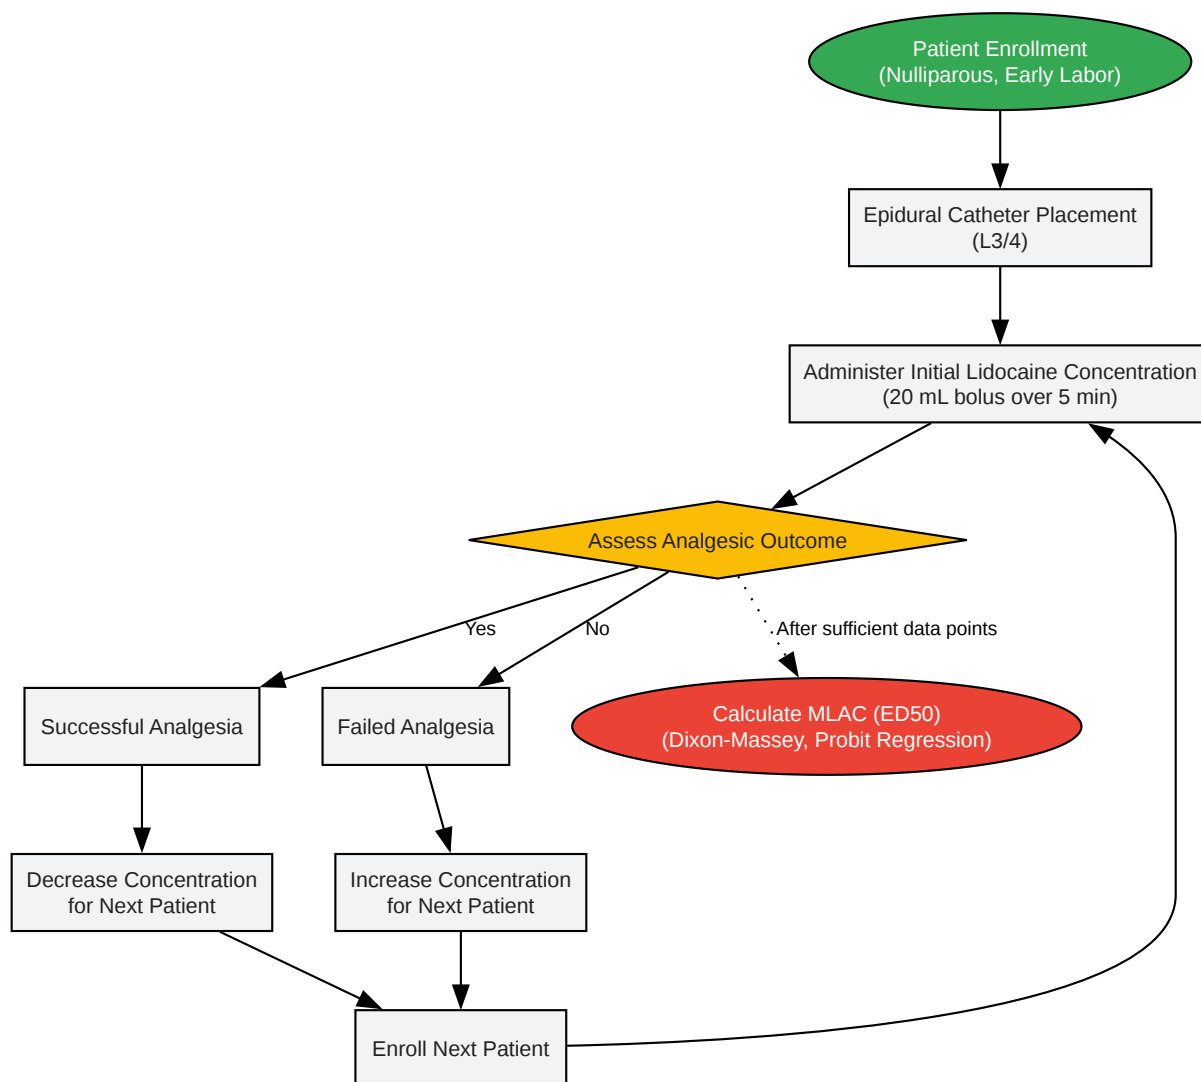 Patient Enrollment
(Nulliparous, Early Labor)
Epidural Catheter Placement
(L3/4)
Administer Initial Lidocaine Concentration
(20 mL bolus over 5 min)
Assess Analgesic Outcome
Yes
No
After sufficient data points
Successful Analgesia
Failed Analgesia
Calculate MLAC (ED50)
(Dixon-Massey, Probit Regression)
Decrease Concentration
for Next Patient
Increase Concentration
for Next Patient
Enroll Next Patient